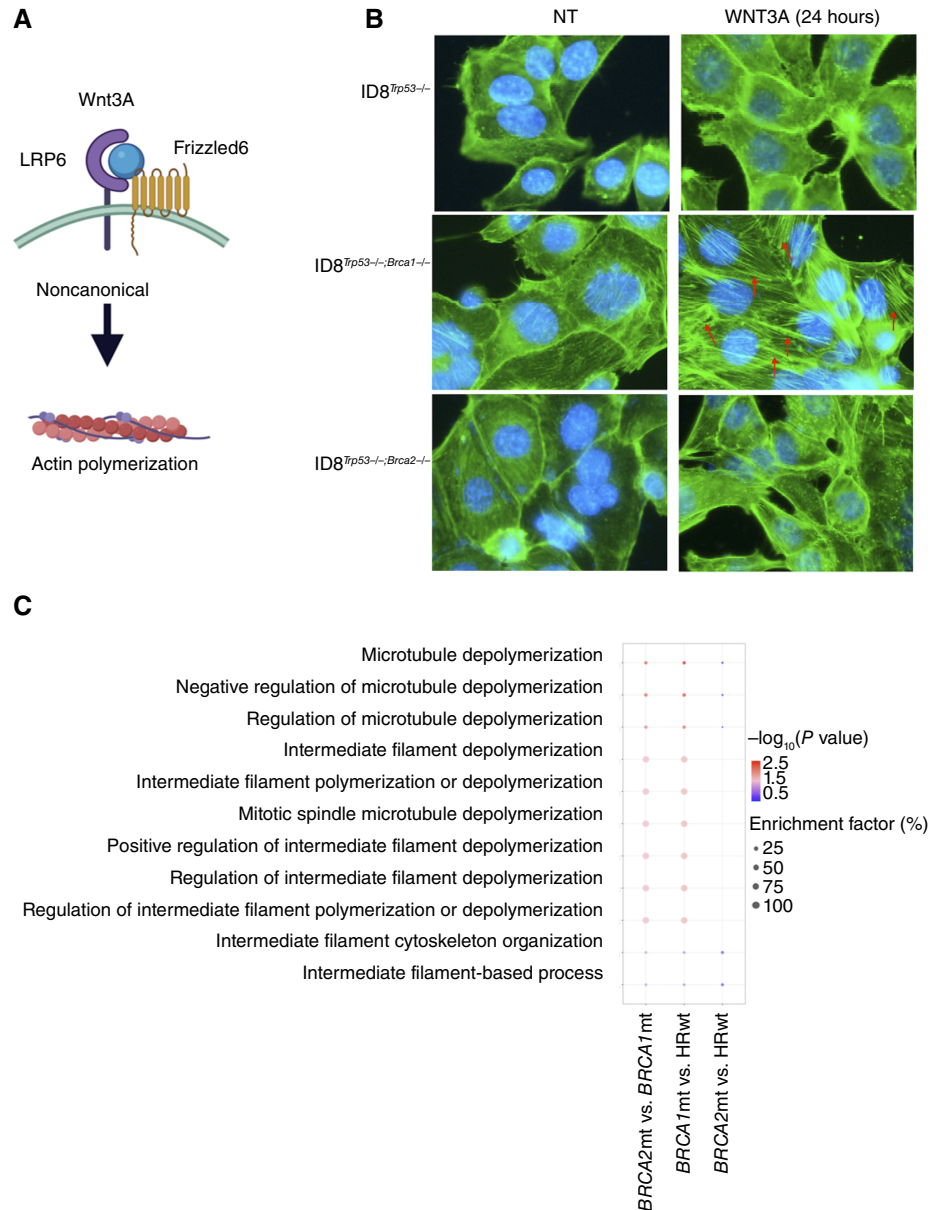 A
Wnt3A
LRP6
Frizzled6
Noncanonical
Actin polymerization
B
NT
WNT3A (24 hours)
ID8Trp53–/–
ID8Trp53–/–;Brca1–/–
ID8Trp53–/–;Brca2–/–
C
Microtubule depolymerization
Negative regulation of microtubule depolymerization
Regulation of microtubule depolymerization
Intermediate filament depolymerization
Intermediate filament polymerization or depolymerization
Mitotic spindle microtubule depolymerization
Positive regulation of intermediate filament depolymerization
Regulation of intermediate filament depolymerization
Regulation of intermediate filament polymerization or depolymerization
Intermediate filament cytoskeleton organization
Intermediate filament-based process
–log10(P value)
2.5
1.5
0.5
Enrichment factor (%)
25
50
75
100
BRCA2mt vs. BRCA1mt
BRCA1mt vs. HRwt
BRCA2mt vs. HRwt